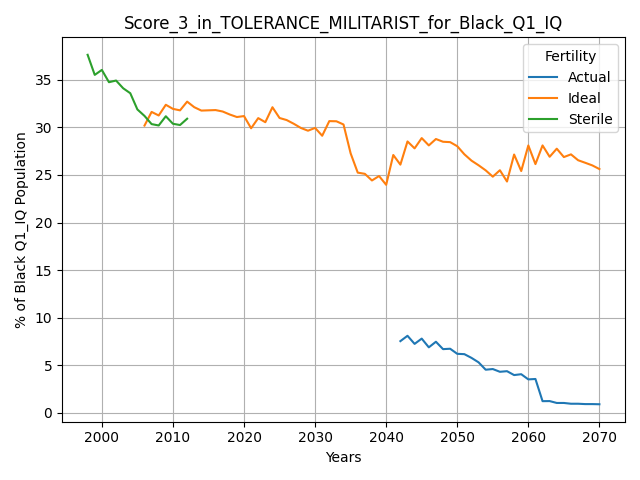 Score_3_in_TOLERANCE_MILITARIST_for_Black_Q1_IQ
Fertility
Actual
Ideal
Sterile
% of Black Q1_IQ Population
35
30
25
20
15
10
5
0
2000 2010 2020 2030 2040 2050 2060 2070
Years